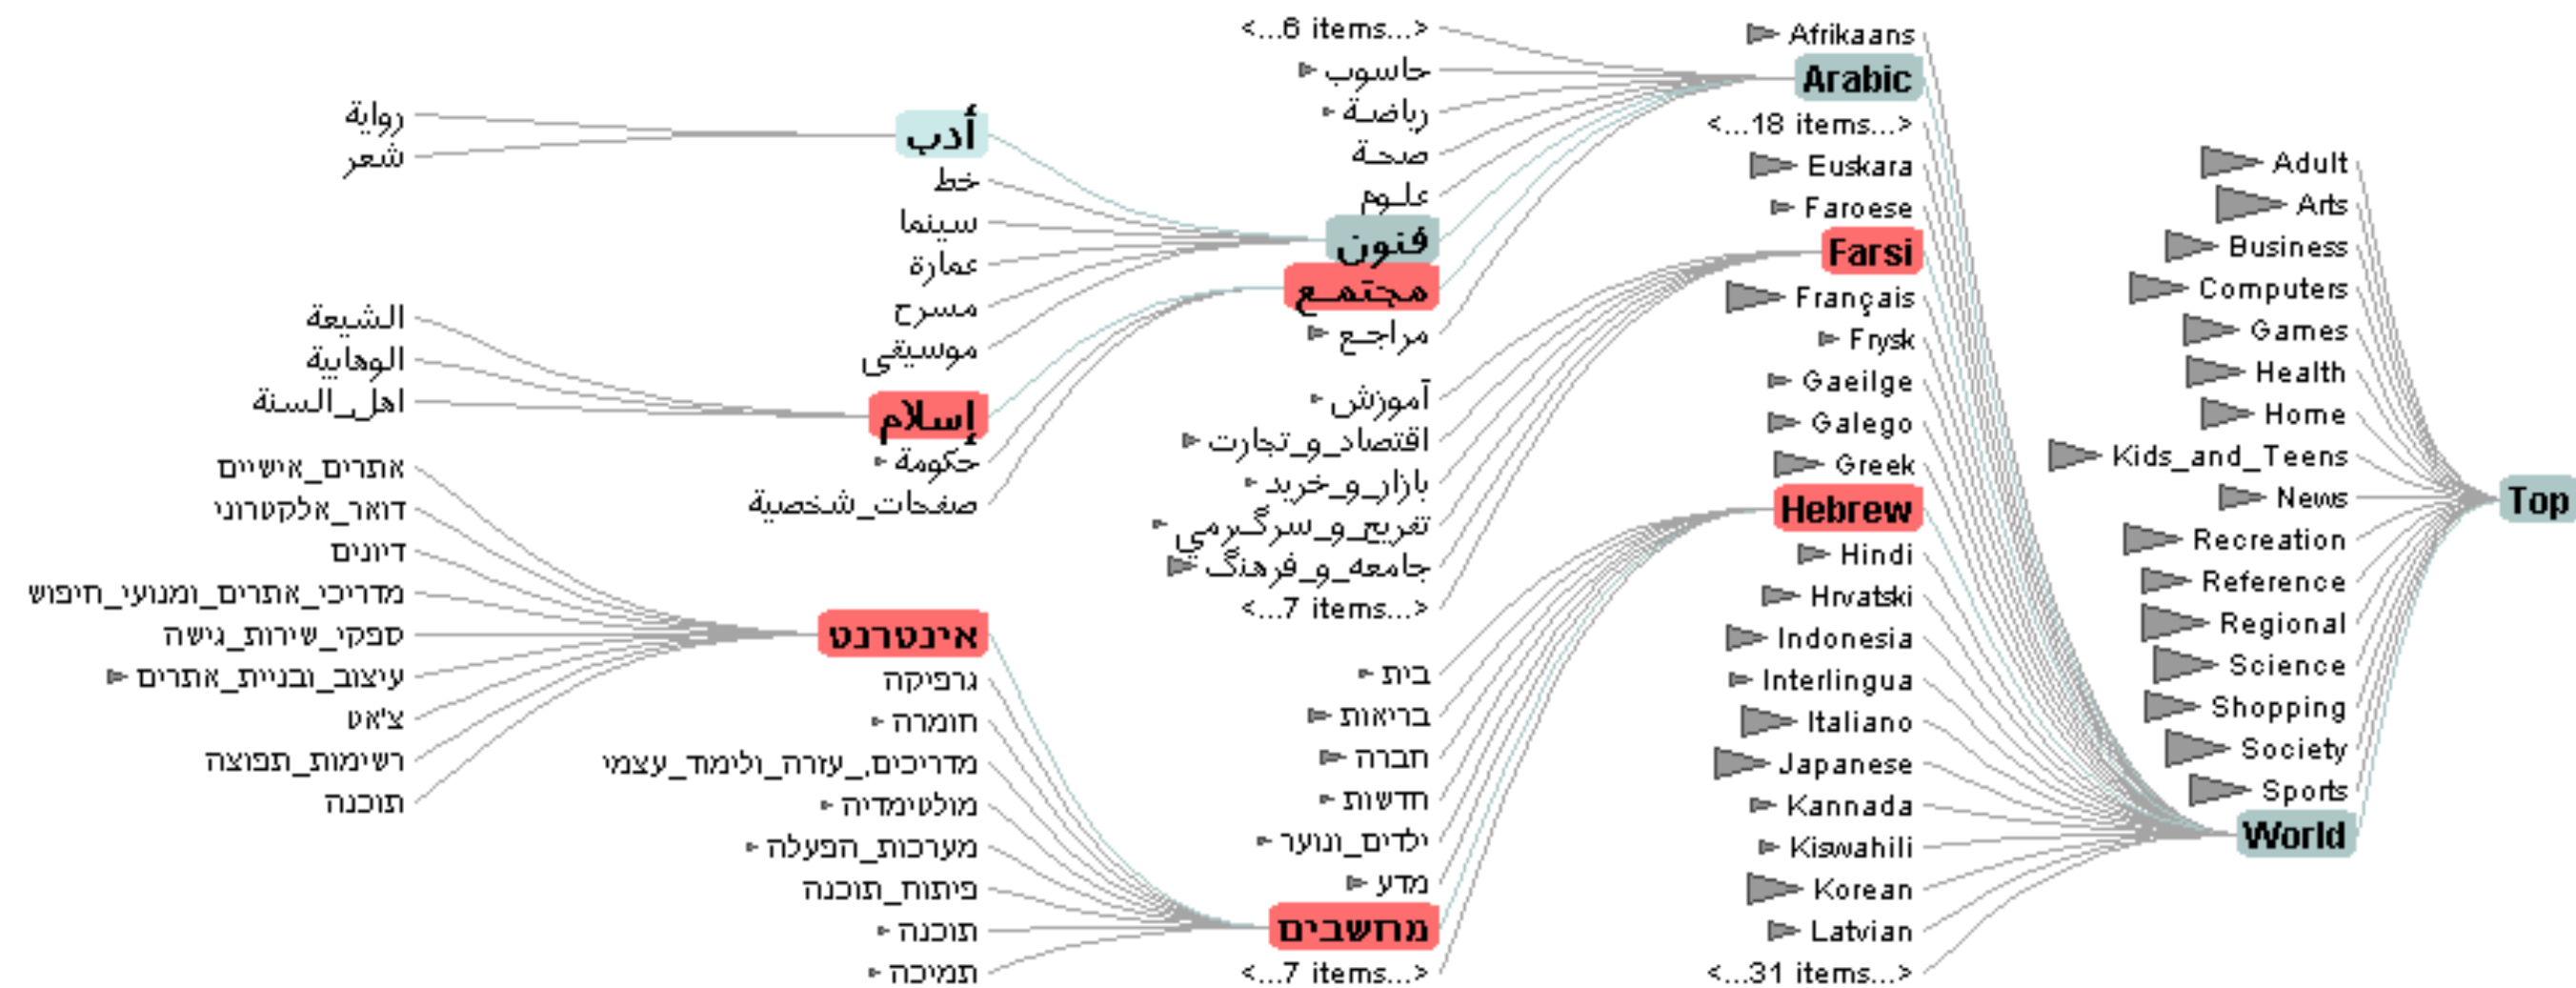 Top
Adult
Arts
Business
Computers
Games
Health
Home
Kids_and_Teens
News
Recreation
Reference
Regional
Science
Shopping
Society
Sports
World
Afrikaans
Arabic
<...18 items...>
Euskara
Faroese
Farsi
Français
Frysk
Gaeilge
Galego
Greek
Hebrew
Hindi
Hrvatski
Indonesia
Interlingua
Italiano
Japanese
Kannada
Kiswahili
Korean
Latvian
<...31 items...>
<...6 items...>
حاسوب
رياضة
صحة
علوم
فنون
مجتمع
مراجع
آموزش
اقتصاد_و_تجارت
بازار_و_خريد
تفريح_و_سرگرمی
جامعه_و_فرهنگ
<...7 items...>
בית
בריאות
חברה
חדשות
ילדים_ונוער
מדע
מחשבים
<...7 items...>
أدب
خط
سينما
عمارة
مسرح
موسيقى
إسلام
حكومة
صفحات_شخصية
אינטרנט
גרפיקה
חומרה
מדריכים,_עזרה_ולימוד_עצמי
מולטימדיה
מערכות_הפעלה
פיתוח_תוכנה
תוכנה
תמיכה
رواية
شعر
الشيعة
الوهابية
اهل_السنة
אתרים_אישיים
דואר_אלקטרוני
דיונים
מדריכי_אתרים_ומנועי_חיפוש
ספקי_שירות_גישה
עיצוב_ובניית_אתרים
צ'אט
רשימות_תפוצה
תוכנה